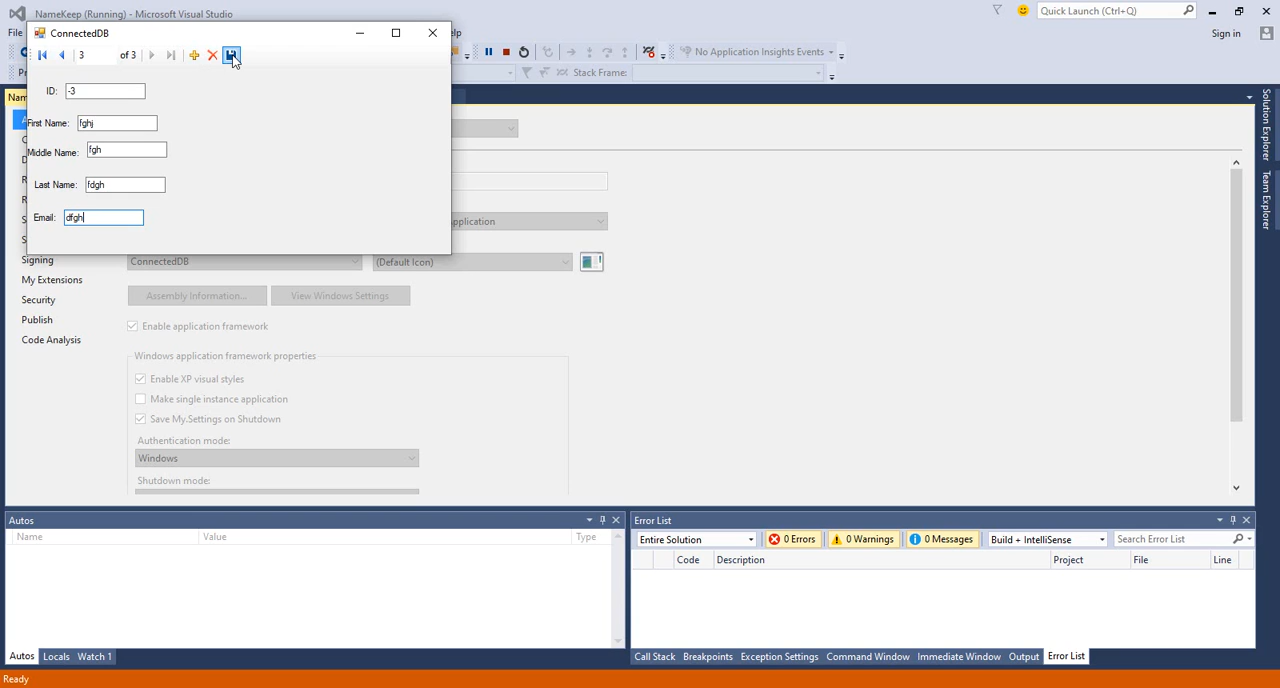 NameKeep (Running) - Microsoft Visual Studio
Quick Launch (Ctrl+Q)
File
lp
Sign in
ConnectedDB
3 of 3
No Application Insights Events
Pr
Stack Frame:
Nam
ID: -3
First Name: fghj
Middle Name: fgh
Last Name: fdgh
Email: dfgh
A
C
D
R
R
S
S
Signing
My Extensions
Security
Publish
Code Analysis
pplication
ConnectedDB
(Default Icon)
Assembly Information...
View Windows Settings
Enable application framework
Windows application framework properties
Enable XP visual styles
Make single instance application
Save My.Settings on Shutdown
Authentication mode:
Windows
Shutdown mode:
Solution Explorer
Team Explorer
Autos
Name Value Type
Autos Locals Watch 1
Error List
Entire Solution 0 Errors 0 Warnings 0 Messages Build + IntelliSense Search Error List
Code Description Project File Line
Call Stack Breakpoints Exception Settings Command Window Immediate Window Output Error List
Ready